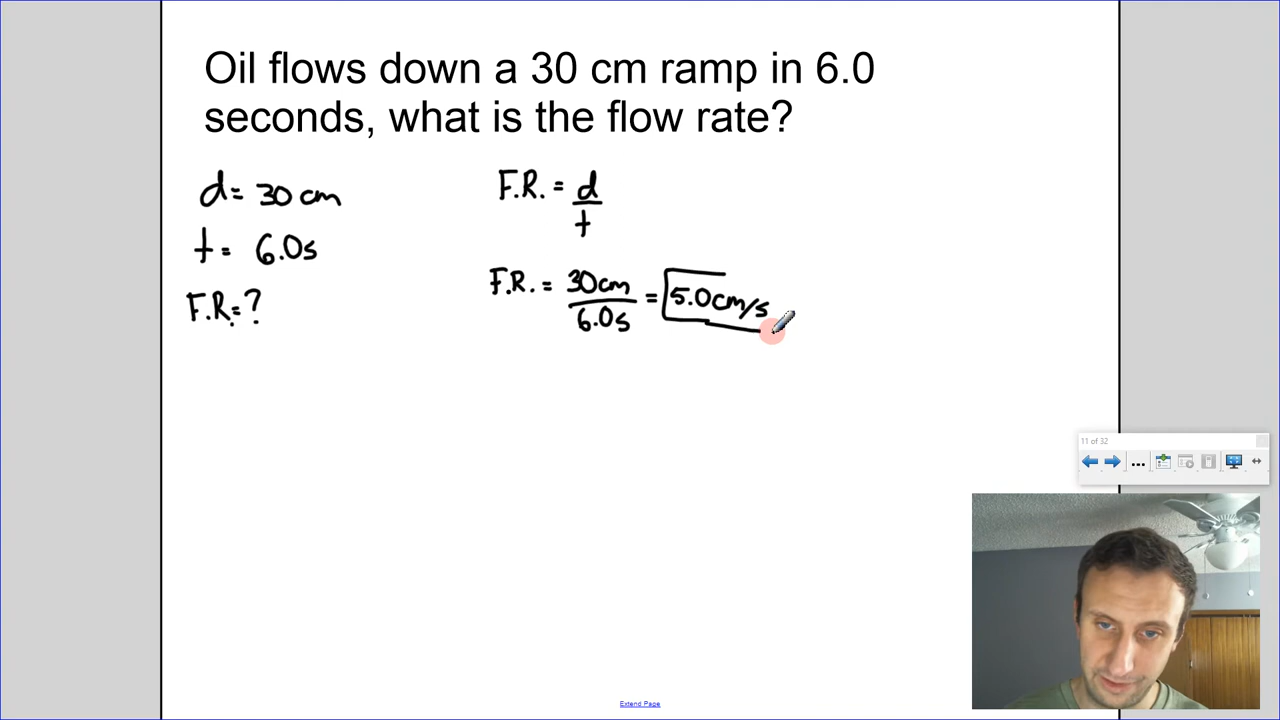 Oil flows down a 30 cm ramp in 6.0
seconds, what is the flow rate?
d = 30 cm
t = 6.0s
F.R. = ?
F.R. = d/t
F.R. = 30cm/6.0s = 5.0cm/s
11 of 32
Extend Page